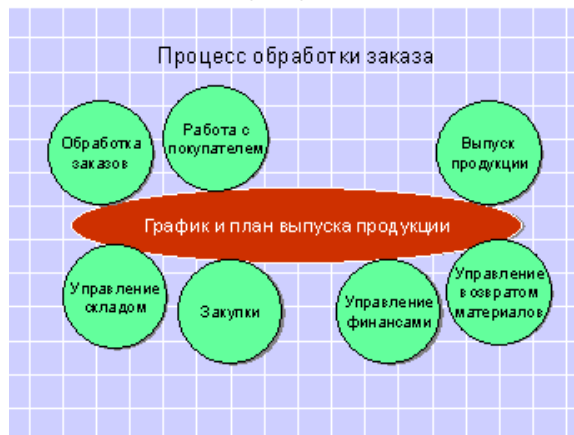 Процесс обработки заказа
Работа с
покупателем
Обработка
заказов
Выпуск
продукции
График и план выпуска продукции
Управление
складом
Закупки
Управление
финансами
Управление
возвратом
материалов